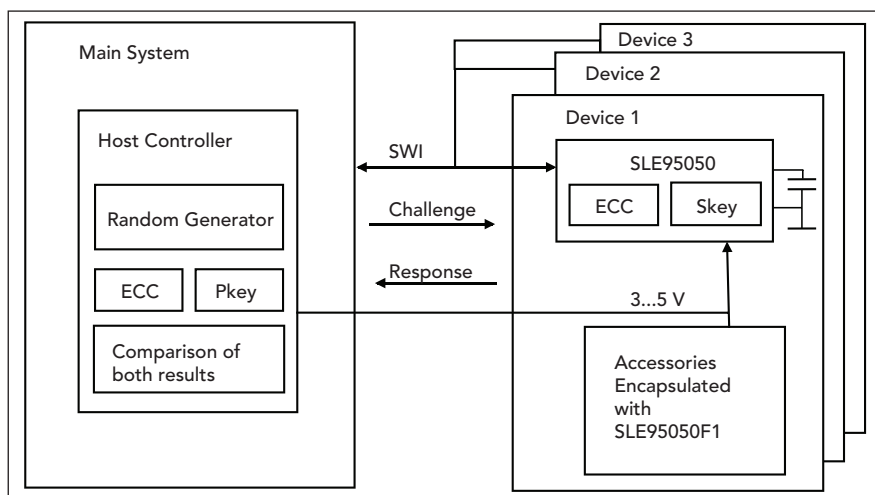 Main System
Host Controller
Random Generator
ECC
Pkey
Comparison of
both results
SWI
Challenge
Response
3...5 V
Device 3
Device 2
Device 1
SLE95050
ECC
Skey
Accessories
Encapsulated
with
SLE95050F1